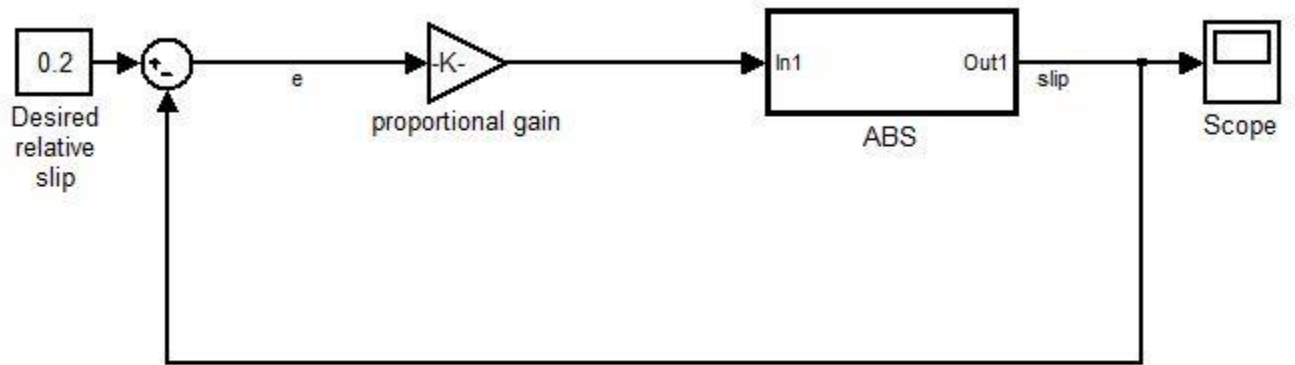 0.2
+
-
e
-K-
In1
Out1
slip
Desired
relative
slip
proportional gain
ABS
Scope